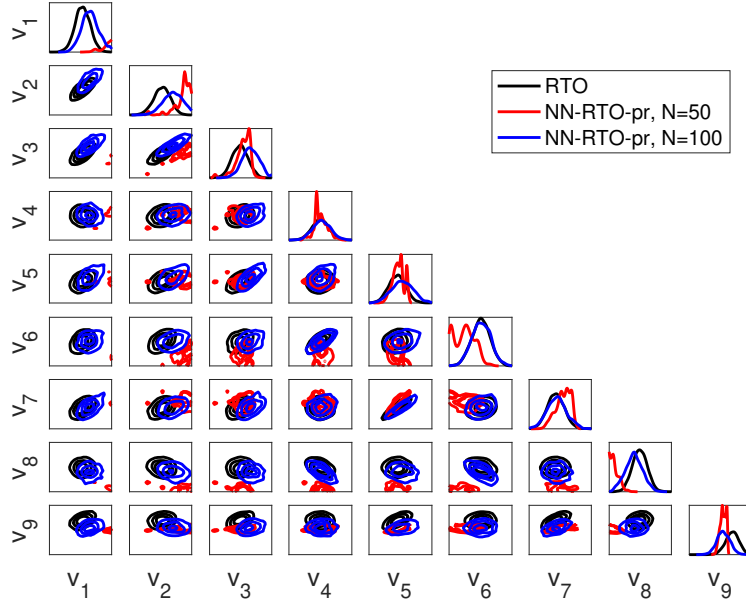 v1
v2
v3
v4
v5
v6
v7
v8
v9
RTO
NN-RTO-pr, N=50
NN-RTO-pr, N=100
v1 v2 v3 v4 v5 v6 v7 v8 v9